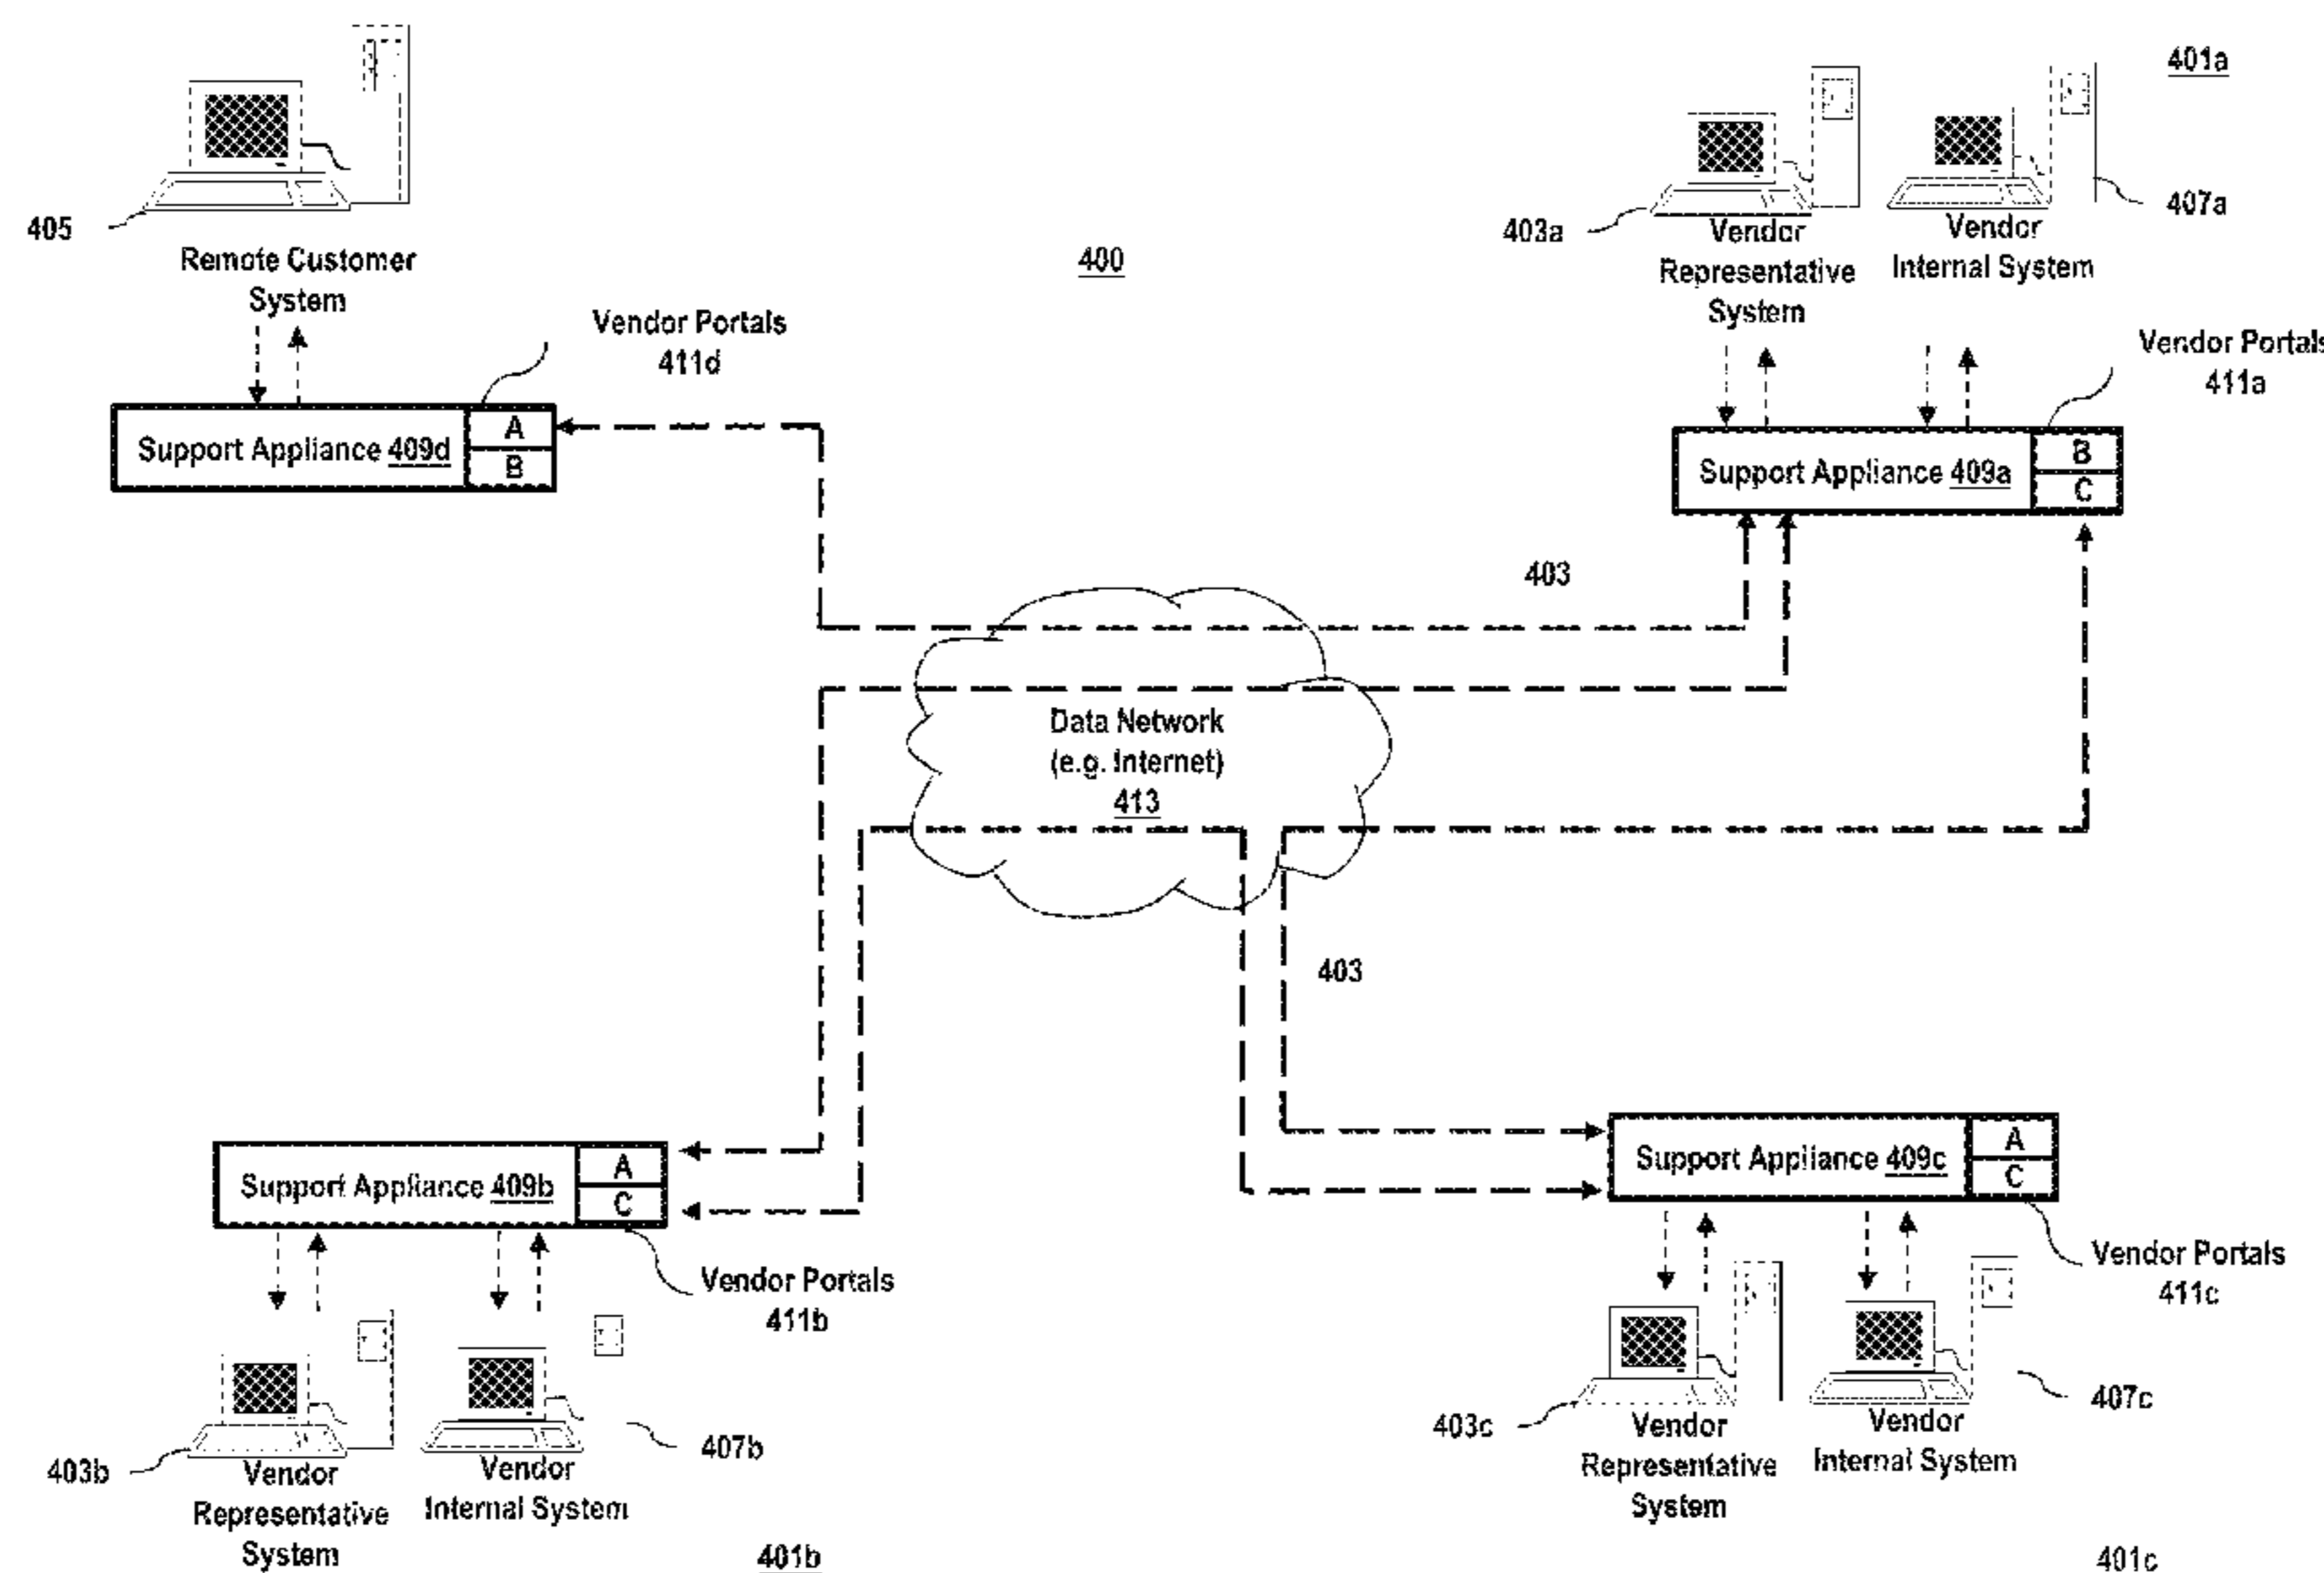 401a
405
Remote Customer
System
400
403a
Vendor
Representative
System
Vendor
Internal System
407a
Vendor Portals
411d
Vendor Portals
411a
Support Appliance 409d
A
B
Support Appliance 409a
B
C
403
Data Network
(e.g. Internet)
413
403
Support Appliance 409b
A
C
Support Appliance 409c
A
C
Vendor Portals
411b
Vendor Portals
411c
403b
Vendor
Representative
System
Vendor
Internal System
407b
401b
403c
Vendor
Representative
System
Vendor
Internal System
407c
401c